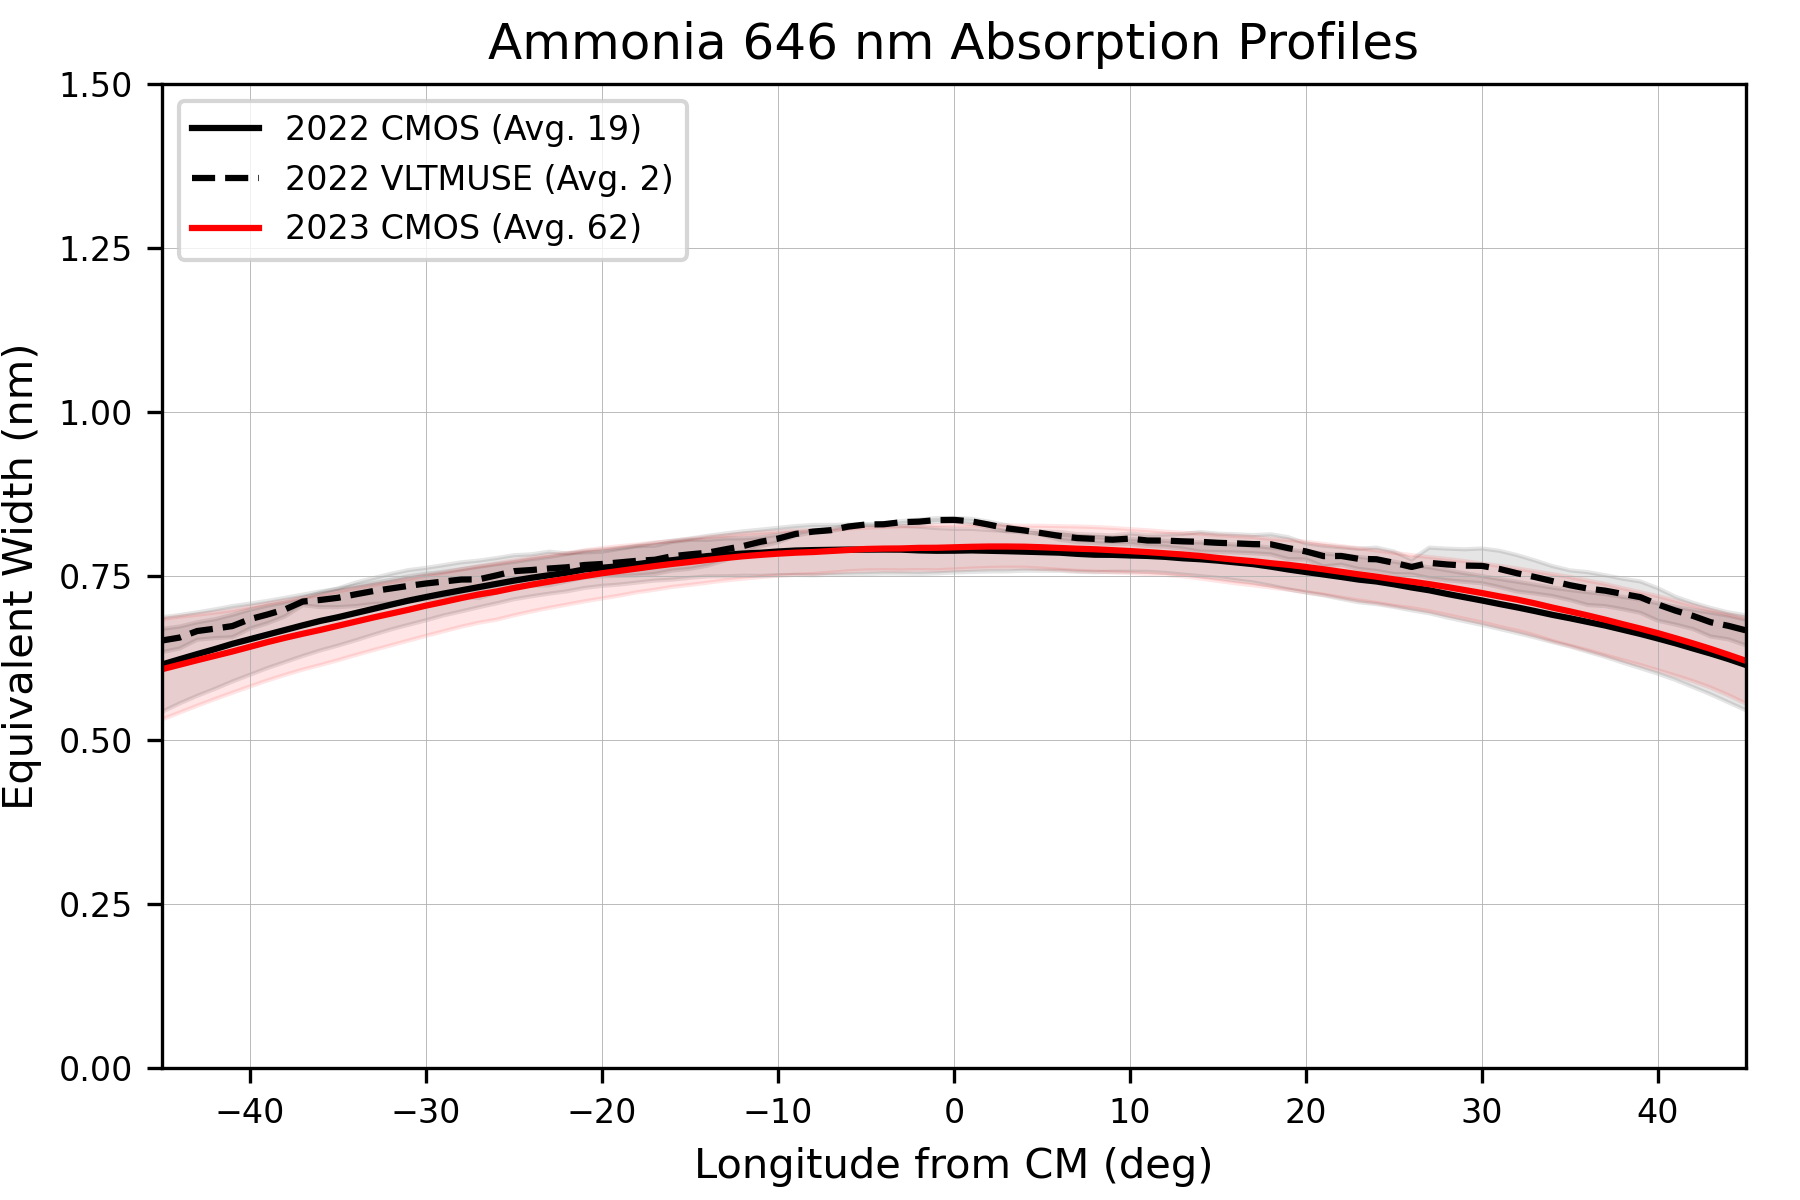 Ammonia 646 nm Absorption Profiles
1.50
1.25
1.00
0.75
0.50
0.25
0.00
Equivalent Width (nm)
2022 CMOS (Avg. 19)
2022 VLTMUSE (Avg. 2)
2023 CMOS (Avg. 62)
−40 −30 −20 −10 0 10 20 30 40
Longitude from CM (deg)